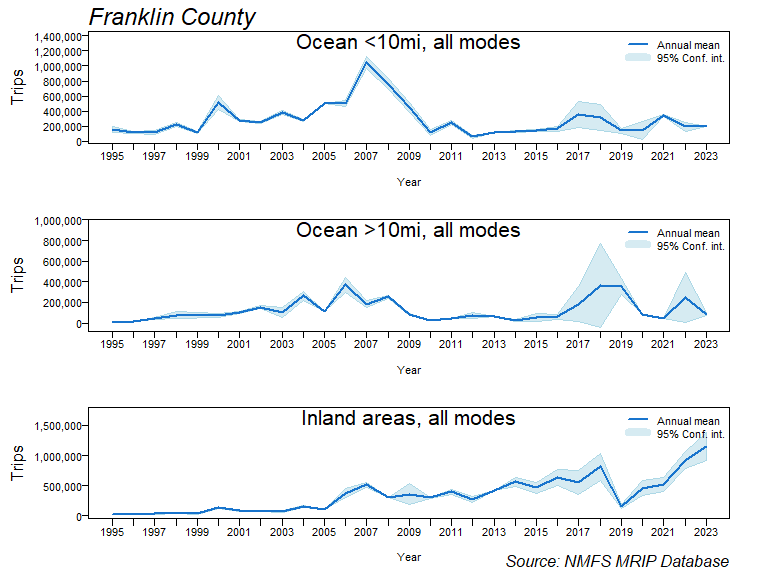 Franklin County
Ocean <10mi, all modes
Annual mean
95% Conf. int.
Trips
1,400,000
1,200,000
1,000,000
800,000
600,000
400,000
200,000
0
1995 1997 1999 2001 2003 2005 2007 2009 2011 2013 2015 2017 2019 2021 2023
Year
Ocean >10mi, all modes
Annual mean
95% Conf. int.
Trips
1,000,000
800,000
600,000
400,000
200,000
0
1995 1997 1999 2001 2003 2005 2007 2009 2011 2013 2015 2017 2019 2021 2023
Year
Inland areas, all modes
Annual mean
95% Conf. int.
Trips
1,500,000
1,000,000
500,000
0
1995 1997 1999 2001 2003 2005 2007 2009 2011 2013 2015 2017 2019 2021 2023
Year
Source: NMFS MRIP Database